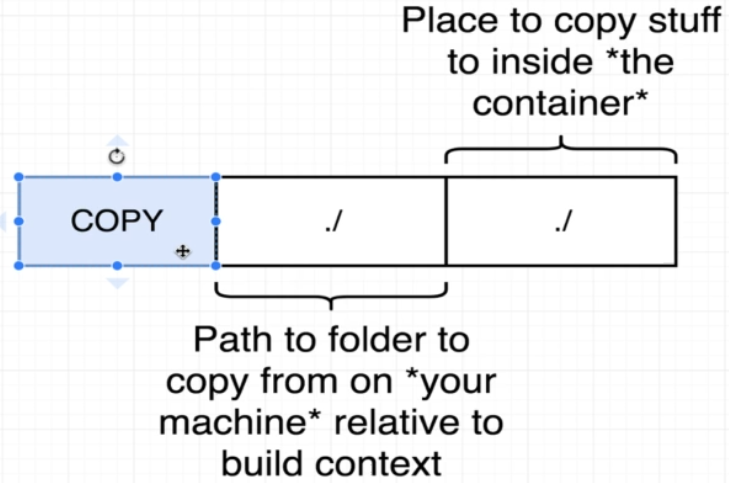 Place to copy stuff
to inside *the
container*
COPY
./
./
Path to folder to
copy from on *your
machine* relative to
build context